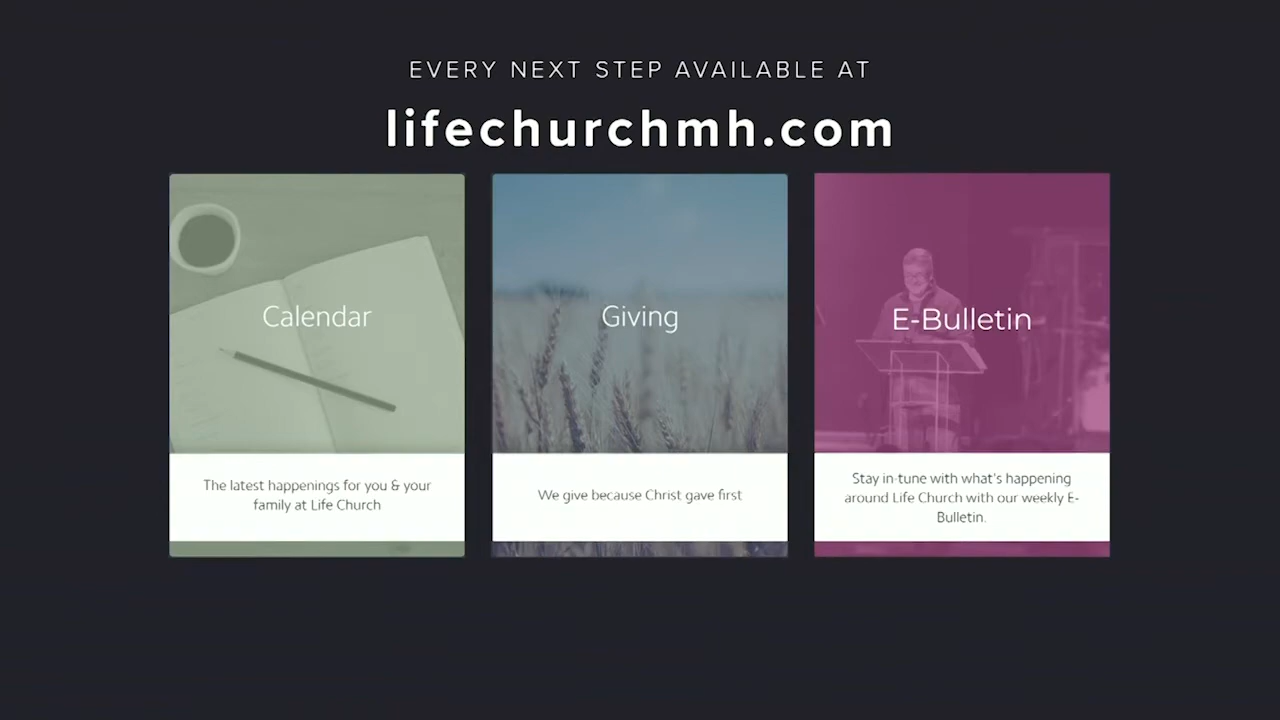 EVERY NEXT STEP AVAILABLE AT
lifechurchmh.com
Calendar
The latest happenings for you & your
family at Life Church
Giving
We give because Christ gave first
E-Bulletin
Stay in-tune with what's happening
around Life Church with our weekly E-
Bulletin.